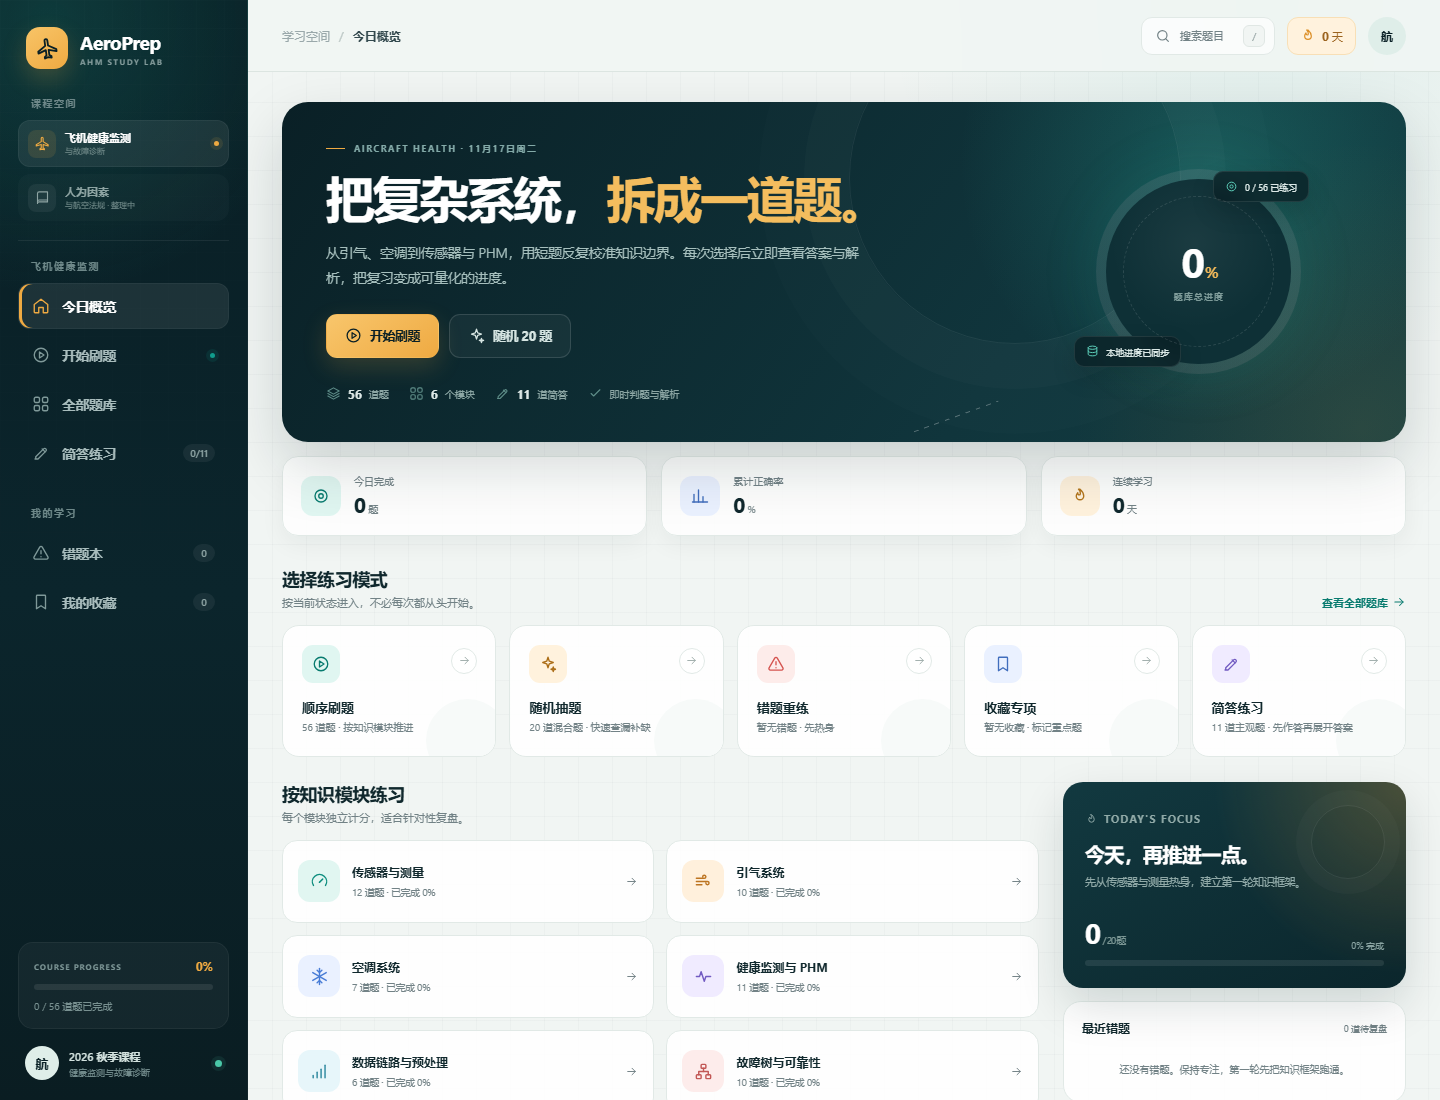 AeroPrep
AHM STUDY LAB
课程空间
飞机健康监测
与故障诊断
人为因素
与航空法规 · 整理中
飞机健康监测
今日概览
开始刷题
全部题库
简答练习
0/11
我的学习
错题本
0
我的收藏
0
COURSE PROGRESS
0%
0 / 56 道题已完成
航
2026 秋季课程
健康监测与故障诊断
学习空间 / 今日概览
搜索题目
/
0 天
航
AIRCRAFT HEALTH · 11月17日周二
把复杂系统，拆成一道题。
从引气、空调到传感器与 PHM，用短题反复校准知识边界。每次选择后立即查看答案与解
析，把复习变成可量化的进度。
开始刷题
随机 20 题
56 道题
6 个模块
11 道简答
即时判题与解析
0 / 56 已练习
0%
题库总进度
本地进度已同步
今日完成
0 题
累计正确率
0 %
连续学习
0 天
选择练习模式
按当前状态进入，不必每次都从头开始。
查看全部题库 →
顺序刷题
56 道题 · 按知识模块推进
随机抽题
20 道混合题 · 快速查漏补缺
错题重练
暂无错题 · 先热身
收藏专项
暂无收藏 · 标记重点题
简答练习
11 道主观题 · 先作答再展开答案
按知识模块练习
每个模块独立计分，适合针对性复盘。
传感器与测量
12 道题 · 已完成 0%
引气系统
10 道题 · 已完成 0%
空调系统
7 道题 · 已完成 0%
健康监测与 PHM
11 道题 · 已完成 0%
数据链路与预处理
6 道题 · 已完成 0%
故障树与可靠性
10 道题 · 已完成 0%
TODAY'S FOCUS
今天，再推进一点。
先从传感器与测量热身，建立第一轮知识框架。
0 /20题
0% 完成
最近错题
0 道待复盘
还没有错题。保持专注，第一轮先把知识框架跑通。